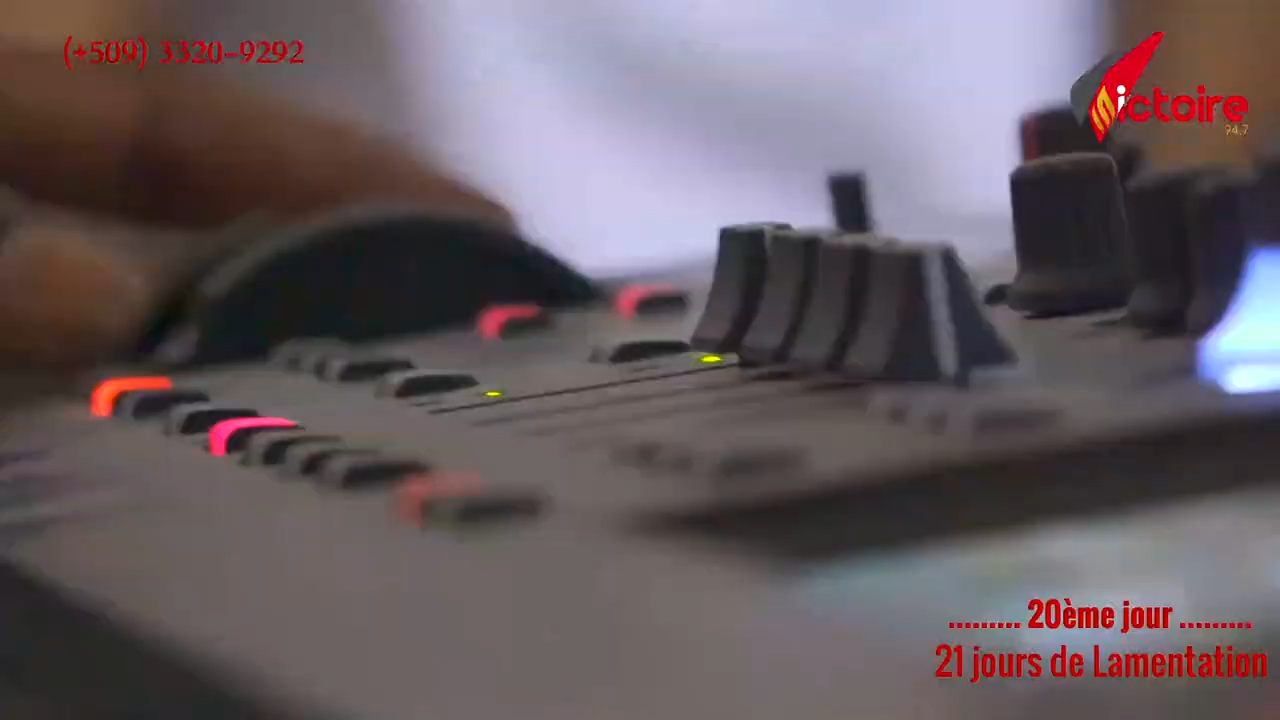 (+509) 3320-9292
Victoire
94.7
......... 20ème jour .........
21 jours de Lamentation